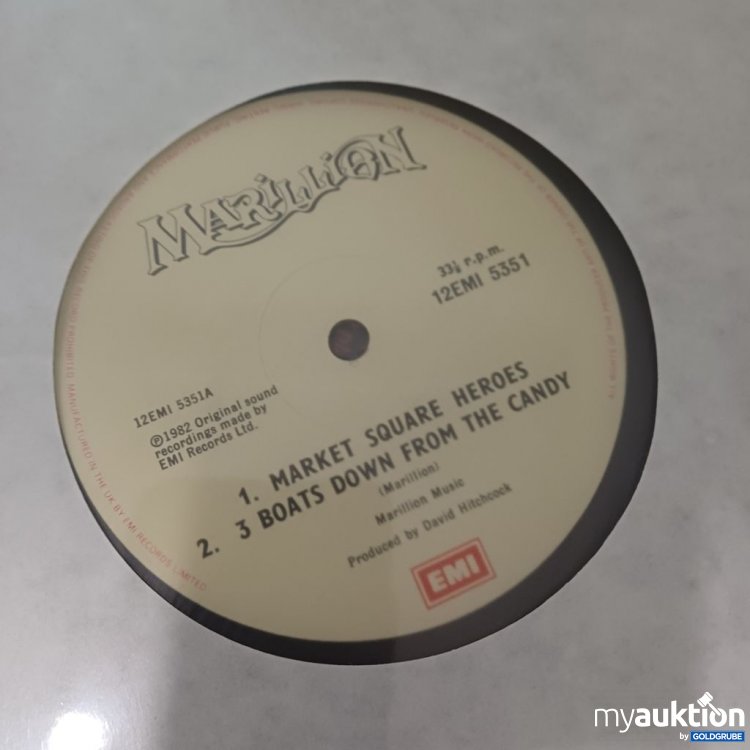 MARILLION
33⅓ r.p.m.
12EMI 5351
12EMI 5351A
℗1982 Original sound
recordings made by
EMI Records Ltd.
1. MARKET SQUARE HEROES
2. 3 BOATS DOWN FROM THE CANDY
(Marillion)
Marillion Music
Produced by David Hitchcock
EMI
RECORD PROHIBITED. MANUFACTURED IN THE UK BY EMI RECORDS LIMITED
myauktion
by GOLDGRUBE